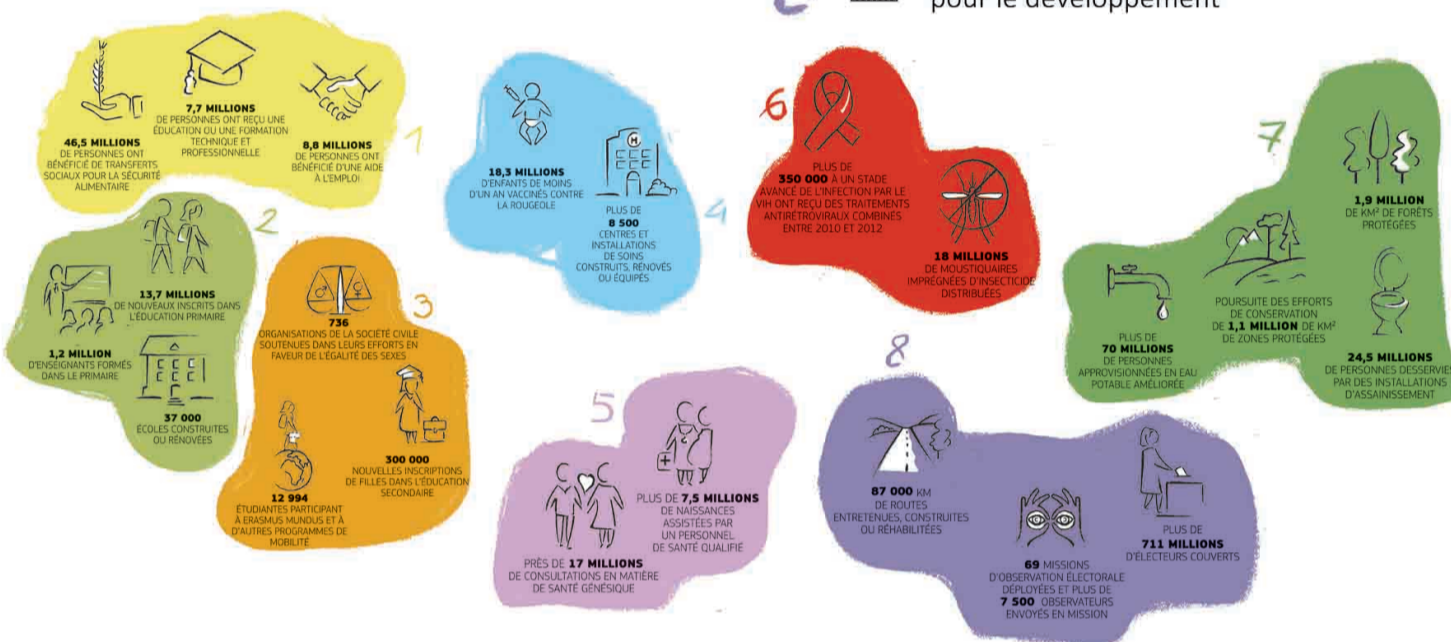 pour le développement
46,5 MILLIONS
DE PERSONNES ONT
BÉNÉFICIÉ DE TRANSFERTS
SOCIAUX POUR LA SÉCURITÉ
ALIMENTAIRE
7,7 MILLIONS
DE PERSONNES ONT REÇU UNE
ÉDUCATION OU UNE FORMATION
TECHNIQUE ET
PROFESSIONNELLE
8,8 MILLIONS
DE PERSONNES ONT
BÉNÉFICIÉ D'UNE AIDE
À L'EMPLOI
1
2
13,7 MILLIONS
DE NOUVEAUX INSCRITS DANS
L'ÉDUCATION PRIMAIRE
1,2 MILLION
D'ENSEIGNANTS FORMÉS
DANS LE PRIMAIRE
37 000
ÉCOLES CONSTRUITES
OU RÉNOVÉES
3
736
ORGANISATIONS DE LA SOCIÉTÉ CIVILE
SOUTENUES DANS LEURS EFFORTS EN
FAVEUR DE L'ÉGALITÉ DES SEXES
300 000
NOUVELLES INSCRIPTIONS
DE FILLES DANS L'ÉDUCATION
SECONDAIRE
12 994
ÉTUDIANTES PARTICIPANT
À ERASMUS MUNDUS ET À
D'AUTRES PROGRAMMES DE
MOBILITÉ
4
18,3 MILLIONS
D'ENFANTS DE MOINS
D'UN AN VACCINÉS CONTRE
LA ROUGEOLE
H
PLUS DE
8 500
CENTRES ET
INSTALLATIONS
DE SOINS
CONSTRUITS, RÉNOVÉS
OU ÉQUIPÉS
5
PLUS DE 7,5 MILLIONS
DE NAISSANCES
ASSISTÉES PAR
UN PERSONNEL
DE SANTÉ QUALIFIÉ
PRÈS DE 17 MILLIONS
DE CONSULTATIONS EN MATIÈRE
DE SANTÉ GÉNÉSIQUE
6
PLUS DE
350 000 À UN STADE
AVANCÉ DE L'INFECTION PAR LE
VIH ONT REÇU DES TRAITEMENTS
ANTIRÉTROVIRAUX COMBINÉS
ENTRE 2010 ET 2012
18 MILLIONS
DE MOUSTIQUAIRES
IMPRÉGNÉES D'INSECTICIDE
DISTRIBUÉES
7
1,9 MILLION
DE KM² DE FORÊTS
PROTÉGÉES
POURSUITE DES EFFORTS
DE CONSERVATION
DE 1,1 MILLION DE KM²
DE ZONES PROTÉGÉES
PLUS DE
70 MILLIONS
DE PERSONNES
APPROVISIONNÉES EN EAU
POTABLE AMÉLIORÉE
24,5 MILLIONS
DE PERSONNES DESSERVIES
PAR DES INSTALLATIONS
D'ASSAINISSEMENT
8
87 000 KM
DE ROUTES
ENTRETENUES, CONSTRUITES
OU RÉHABILITÉES
69 MISSIONS
D'OBSERVATION ÉLECTORALE
DÉPLOYÉES ET PLUS DE
7 500 OBSERVATEURS
ENVOYÉS EN MISSION
PLUS DE
711 MILLIONS
D'ÉLECTEURS COUVERTS